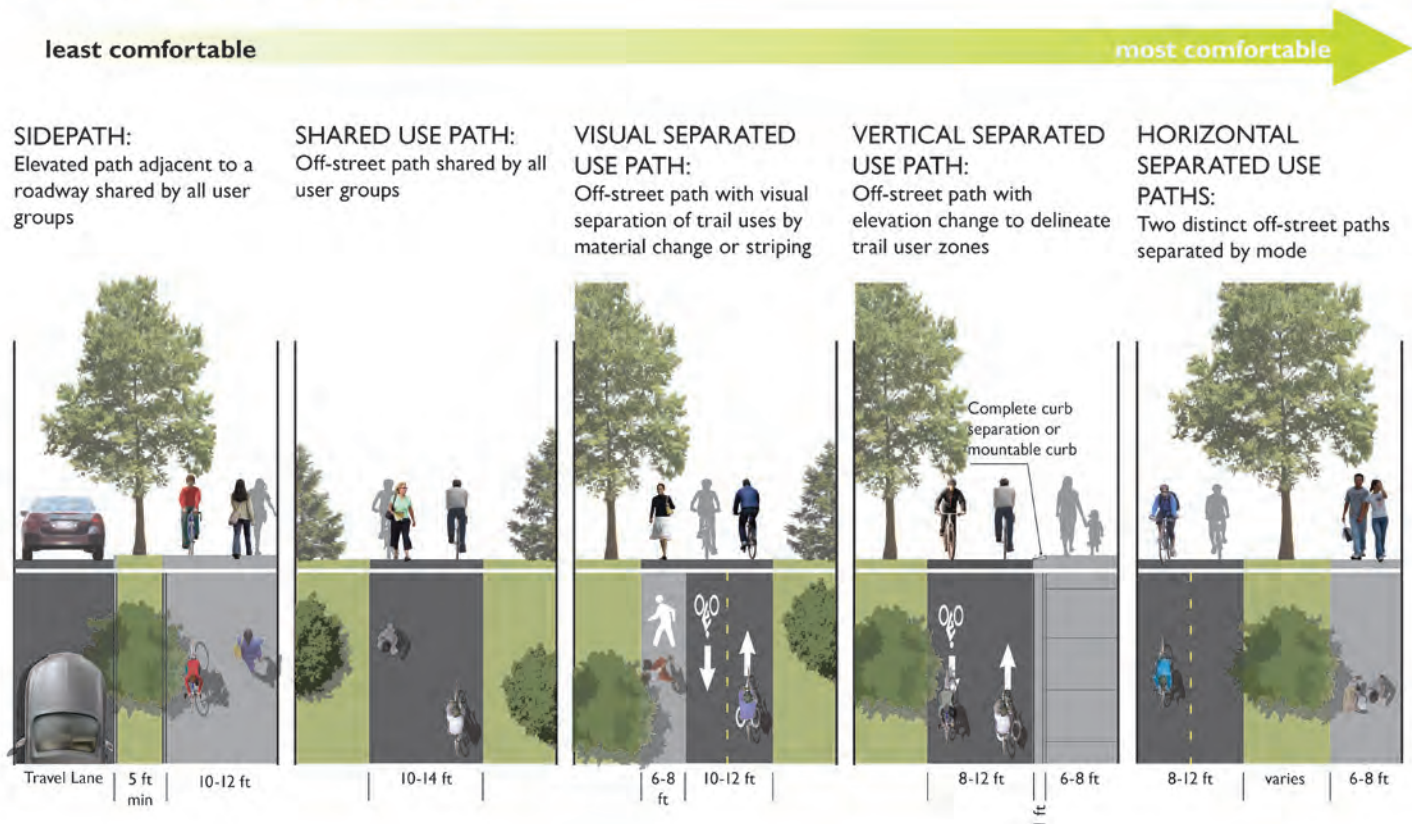 least comfortable
most comfortable
SIDEPATH:
Elevated path adjacent to a
roadway shared by all user
groups
SHARED USE PATH:
Off-street path shared by all
user groups
VISUAL SEPARATED
USE PATH:
Off-street path with visual
separation of trail uses by
material change or striping
VERTICAL SEPARATED
USE PATH:
Off-street path with
elevation change to delineate
trail user zones
HORIZONTAL
SEPARATED USE
PATHS:
Two distinct off-street paths
separated by mode
Complete curb
separation or
mountable curb
Travel Lane
5 ft
min
10-12 ft
10-14 ft
6-8
ft
10-12 ft
8-12 ft
ft
6-8 ft
8-12 ft
varies
6-8 ft